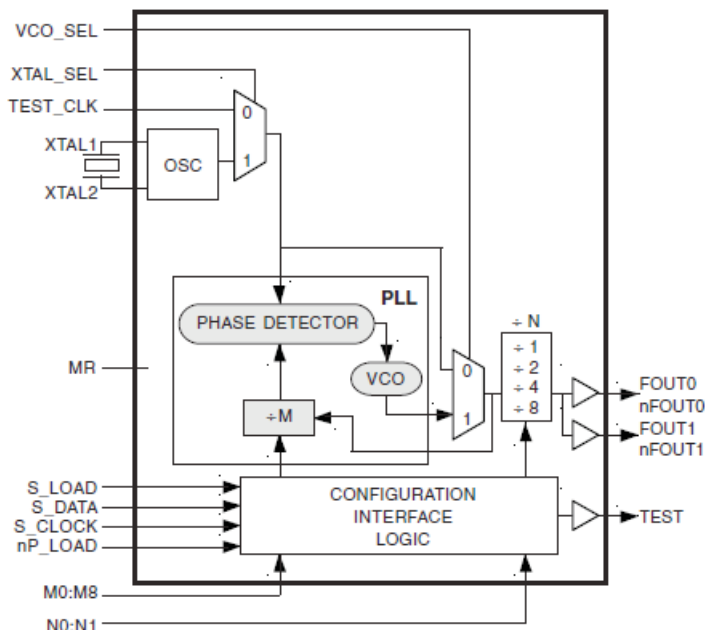 VCO_SEL
XTAL_SEL
TEST_CLK
0
XTAL1
OSC
1
XTAL2
PLL
PHASE DETECTOR
÷ N
÷ 1
÷ 2
÷ 4
÷ 8
MR
VCO
0
1
FOUT0
nFOUT0
FOUT1
nFOUT1
÷M
S_LOAD
S_DATA
S_CLOCK
nP_LOAD
CONFIGURATION
INTERFACE
LOGIC
TEST
M0:M8
N0:N1